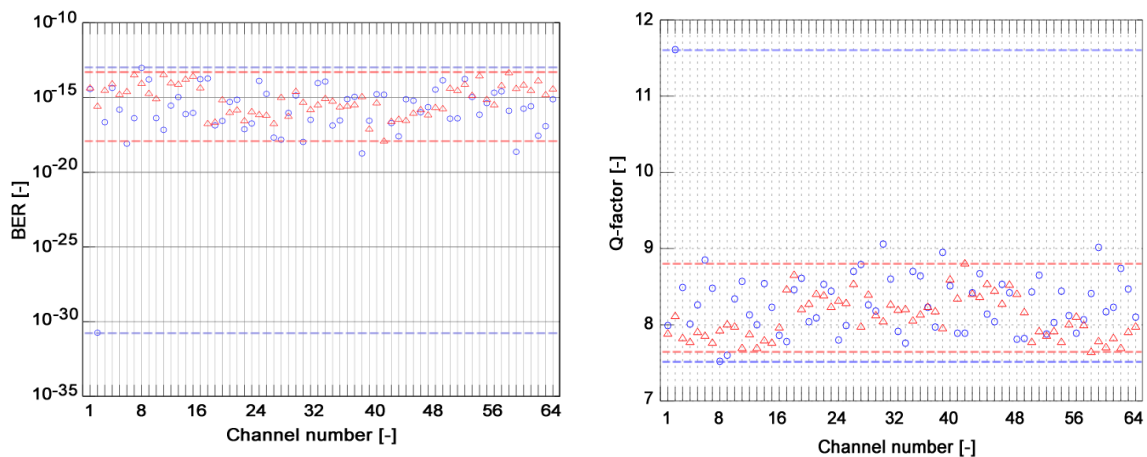 10-10
10-15
10-20
10-25
10-30
10-35
BER [-]
1 8 16 24 32 40 48 56 64
Channel number [-]
12
11
10
9
8
7
Q-factor [-]
1 8 16 24 32 40 48 56 64
Channel number [-]